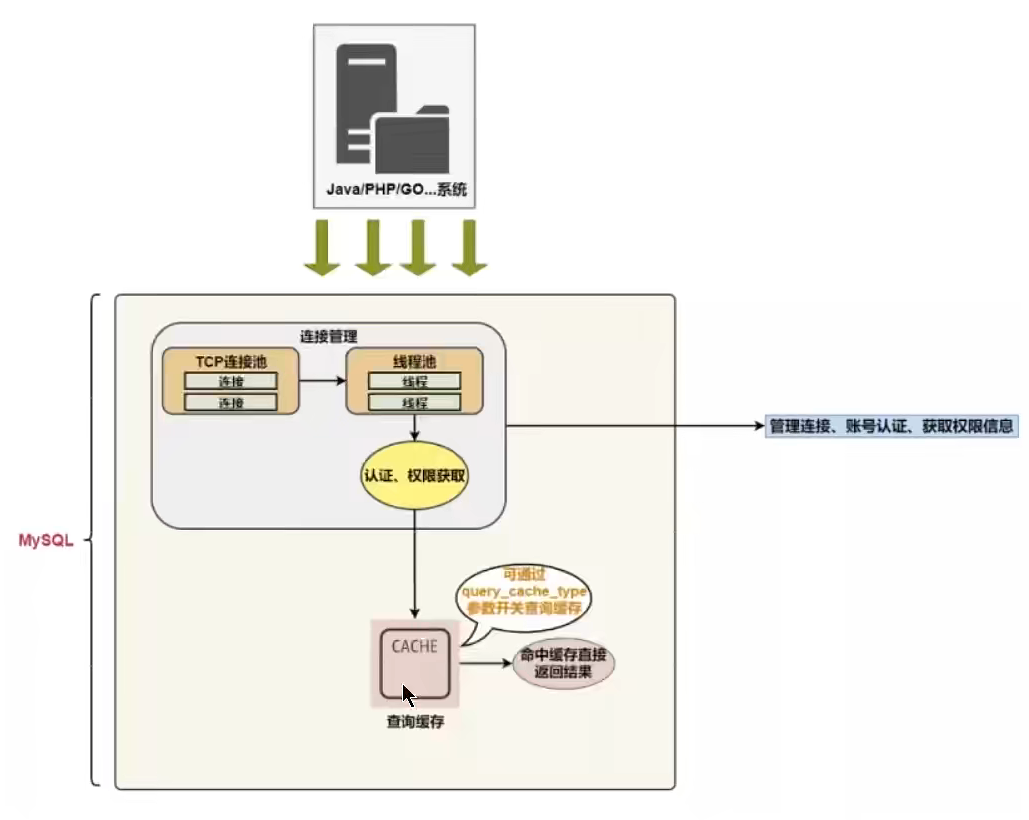 Java/PHP/GO...系统
连接管理
TCP连接池
连接
连接
线程池
线程
线程
管理连接、账号认证、获取权限信息
认证、权限获取
MySQL
可通过
query_cache_type
参数开关查询缓存
CACHE
命中缓存直接
返回结果
查询缓存